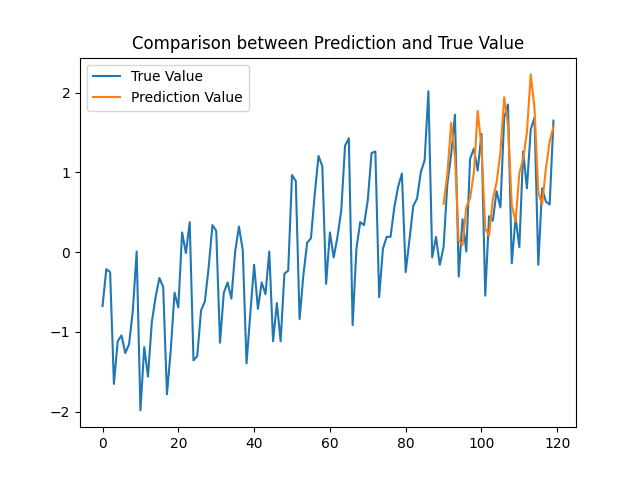 Comparison between Prediction and True Value
True Value
Prediction Value
2
1
0
−1
−2
0 20 40 60 80 100 120